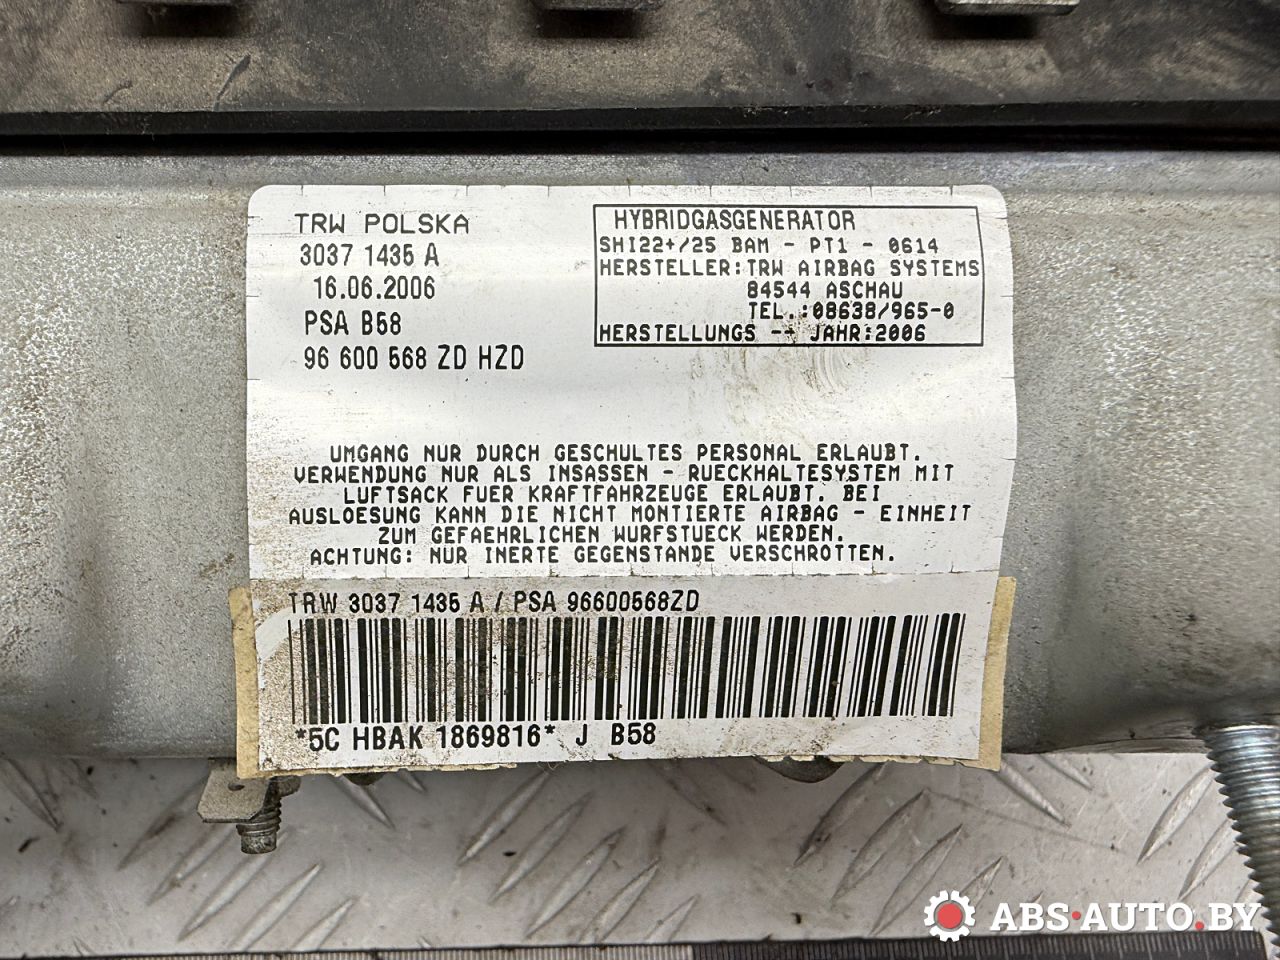 TRW POLSKA
3037 1435 A
16.06.2006
PSA B58
96 600 568 ZD HZD
HYBRIDGASGENERATOR
SHI22+/25 BAM - PT1 - 0614
HERSTELLER:TRW AIRBAG SYSTEMS
84544 ASCHAU
TEL.:08638/965-0
HERSTELLUNGS -- JAHR:2006
UMGANG NUR DURCH GESCHULTES PERSONAL ERLAUBT.
VERWENDUNG NUR ALS INSASSEN - RUECKHALTESYSTEM MIT
LUFTSACK FUER KRAFTFAHRZEUGE ERLAUBT. BEI
AUSLOESUNG KANN DIE NICHT MONTIERTE AIRBAG - EINHEIT
ZUM GEFAEHRLICHEN WURFSTUECK WERDEN.
ACHTUNG: NUR INERTE GEGENSTANDE VERSCHROTTEN.
TRW 3037 1435 A / PSA 96600568ZD
*5C HBAK 1869816* J B58
ABS-AUTO.BY